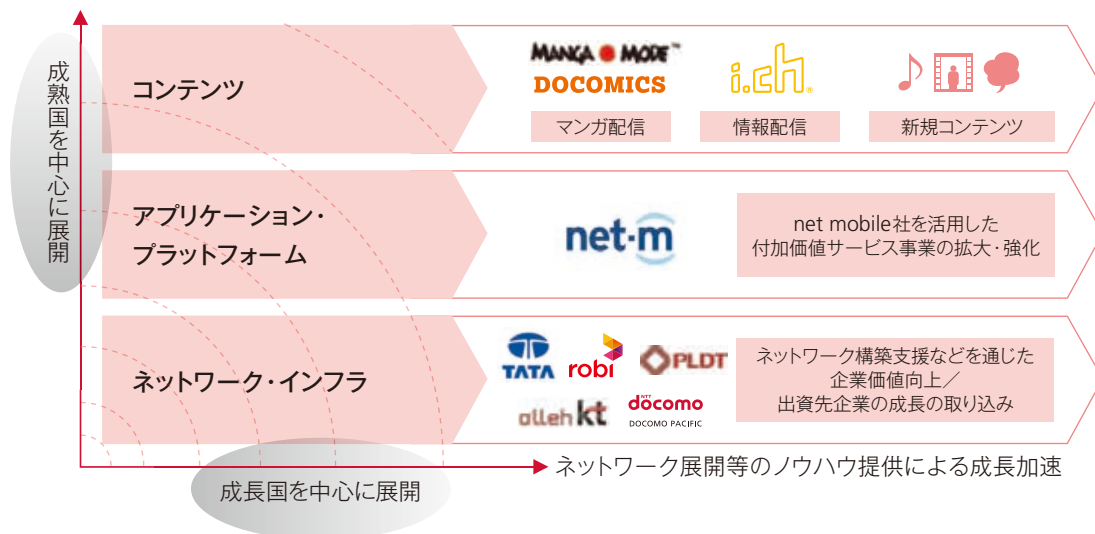 成熟国を中心に展開
コンテンツ
MANGA MODE™
DOCOMICS
マンガ配信
i.ch®
情報配信
新規コンテンツ
アプリケーション・
プラットフォーム
net-m
net mobile社を活用した
付加価値サービス事業の拡大・強化
ネットワーク・インフラ
TATA
robi
PLDT
olleh kt
NTT
döcomo
DOCOMO PACIFIC
ネットワーク構築支援などを通じた
企業価値向上／
出資先企業の成長の取り込み
成長国を中心に展開
ネットワーク展開等のノウハウ提供による成長加速